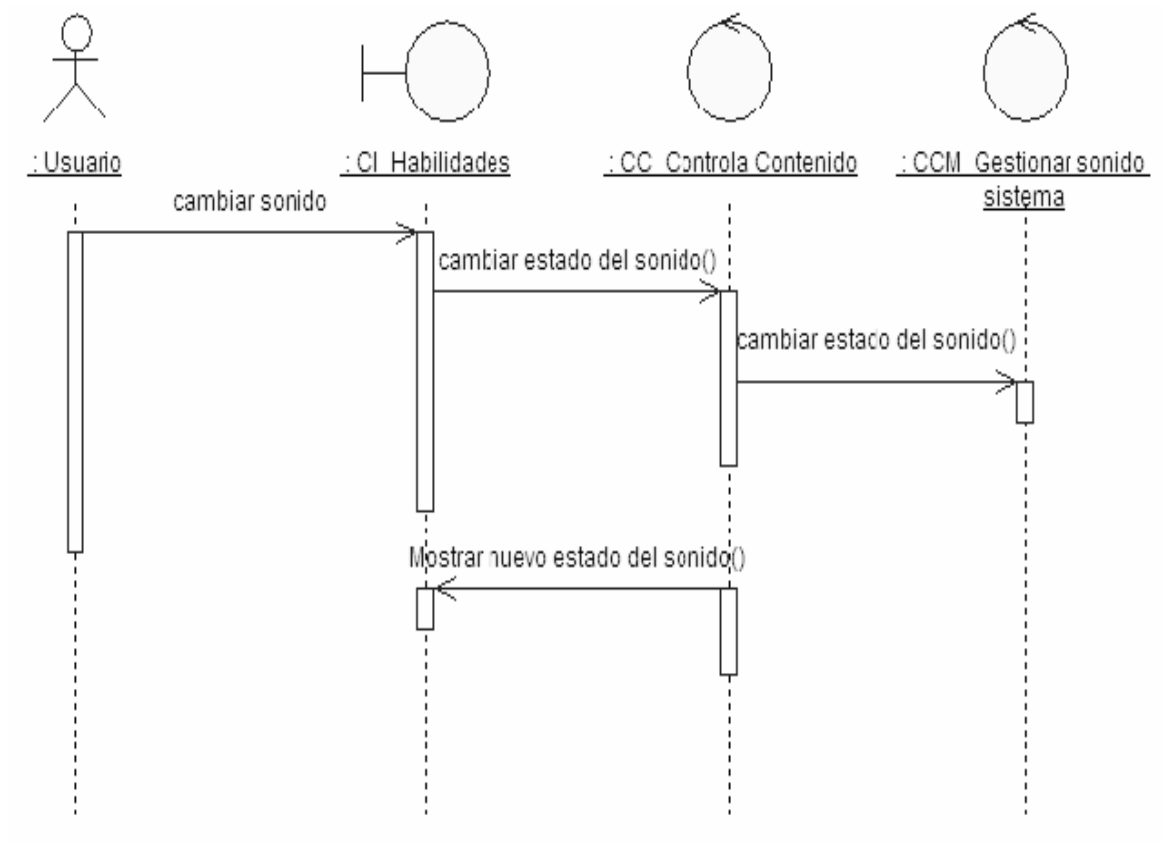 : Usuario
: CI_Habilidades
: CC_Controla Contenido
: CCM_Gestionar sonido
sistema
cambiar sonido
cambiar estado del sonido()
cambiar estado del sonido()
Mostrar nuevo estado del sonido()